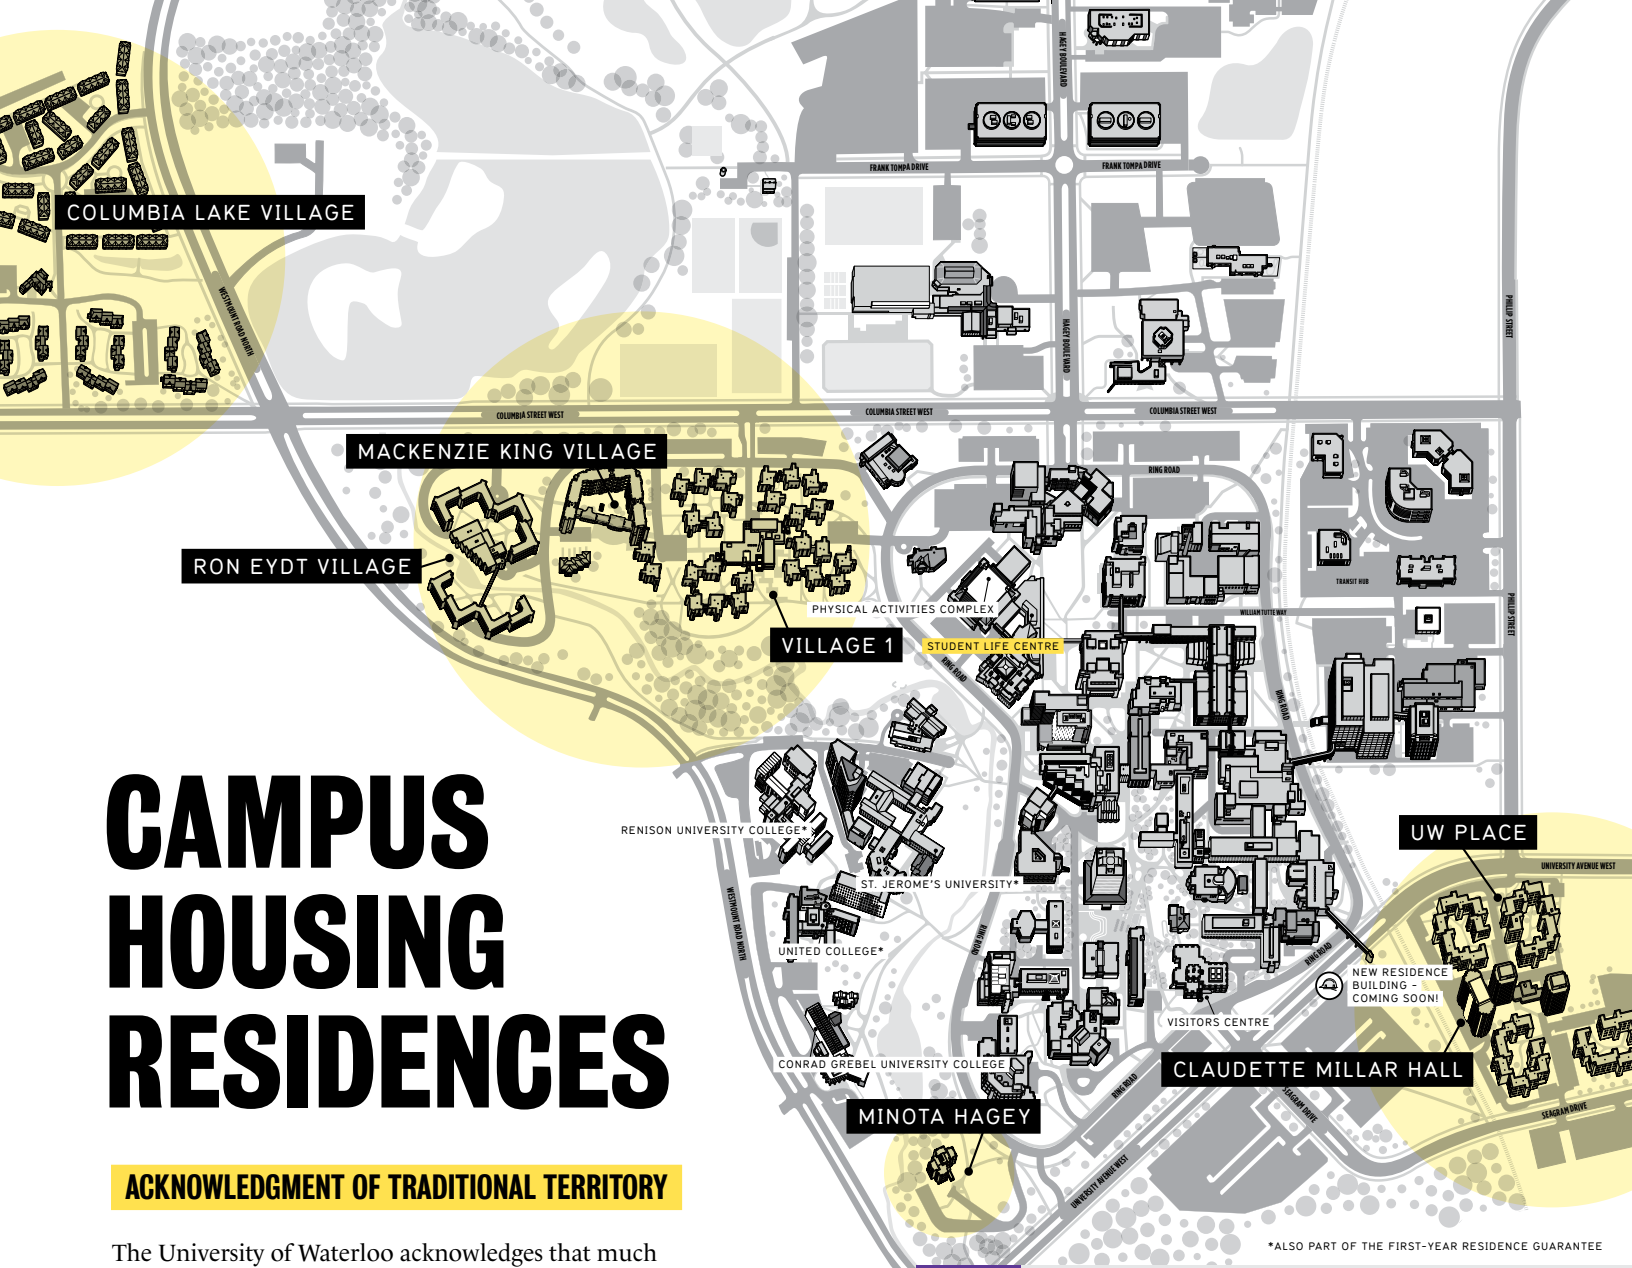 HAGEY BOULEVARD
FRANK TOMPA DRIVE
FRANK TOMPA DRIVE
COLUMBIA LAKE VILLAGE
WESTMOUNT ROAD NORTH
HAGEY BOULEVARD
PHILLIP STREET
COLUMBIA STREET WEST
COLUMBIA STREET WEST
COLUMBIA STREET WEST
MACKENZIE KING VILLAGE
RING ROAD
RON EYDT VILLAGE
TRANSIT HUB
PHYSICAL ACTIVITIES COMPLEX
WILLIAM TUTTE WAY
PHILLIP STREET
VILLAGE 1
STUDENT LIFE CENTRE
RING ROAD
RING ROAD
CAMPUS
HOUSING
RESIDENCES
RENISON UNIVERSITY COLLEGE*
UW PLACE
UNIVERSITY AVENUE WEST
ST. JEROME'S UNIVERSITY*
WESTMOUNT ROAD NORTH
UNITED COLLEGE*
RING ROAD
RING ROAD
NEW RESIDENCE
BUILDING -
COMING SOON!
VISITORS CENTRE
CONRAD GREBEL UNIVERSITY COLLEGE
CLAUDETTE MILLAR HALL
RING ROAD
SEAGRAM DRIVE
SEAGRAM DRIVE
MINOTA HAGEY
UNIVERSITY AVENUE WEST
ACKNOWLEDGMENT OF TRADITIONAL TERRITORY
The University of Waterloo acknowledges that much
*ALSO PART OF THE FIRST-YEAR RESIDENCE GUARANTEE